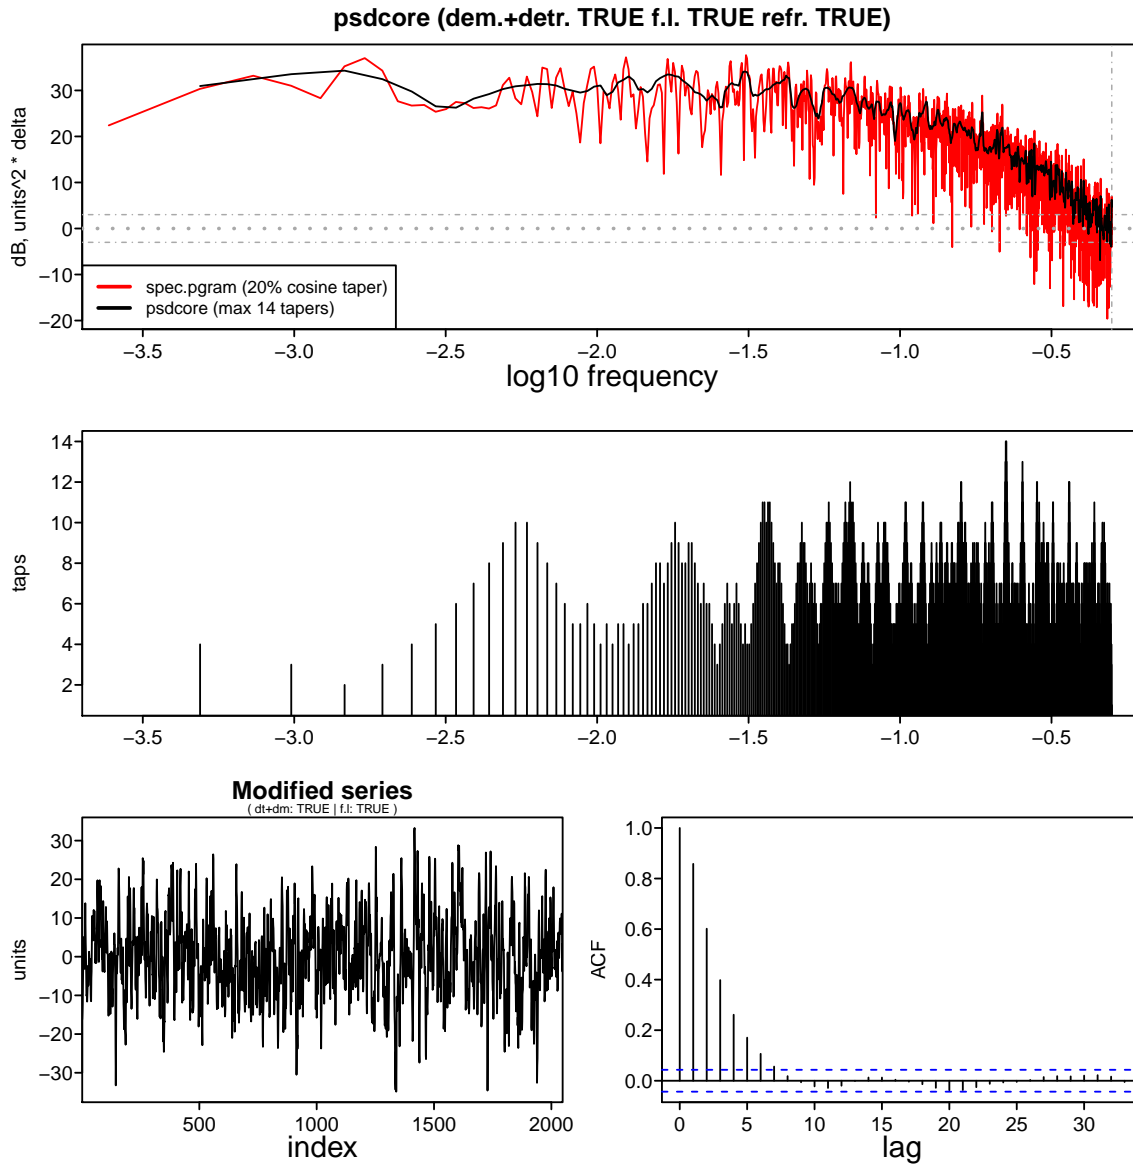 psdcore (dem.+detr. TRUE f.l. TRUE refr. TRUE)
dB, units^2 * delta
30
20
10
0
−10
−20
spec.pgram (20% cosine taper)
psdcore (max 14 tapers)
−3.5 −3.0 −2.5 −2.0 −1.5 −1.0 −0.5
log10 frequency
taps
14
12
10
8
6
4
2
−3.5 −3.0 −2.5 −2.0 −1.5 −1.0 −0.5
Modified series
( dt+dm: TRUE | f.l: TRUE )
units
30
20
10
0
−10
−20
−30
500 1000 1500 2000
index
ACF
1.0
0.8
0.6
0.4
0.2
0.0
0 5 10 15 20 25 30
lag